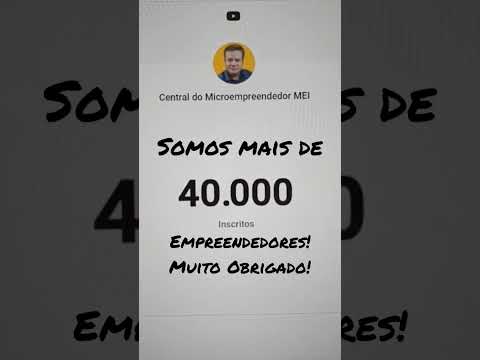 Central do Microempreendedor MEI
Somos mais de
40.000
Inscritos
Empreendedores!
Muito Obrigado!